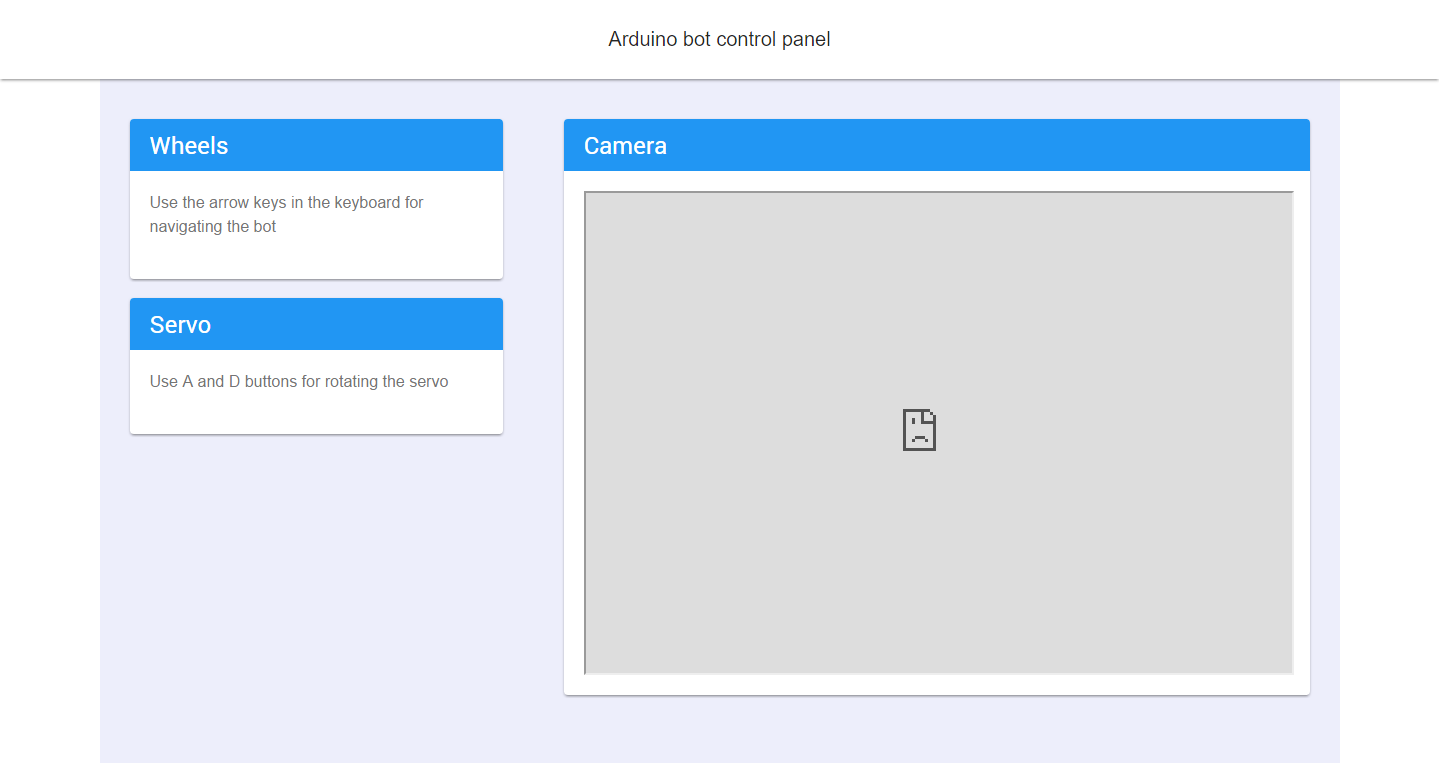 Arduino bot control panel
Wheels
Use the arrow keys in the keyboard for
navigating the bot
Servo
Use A and D buttons for rotating the servo
Camera